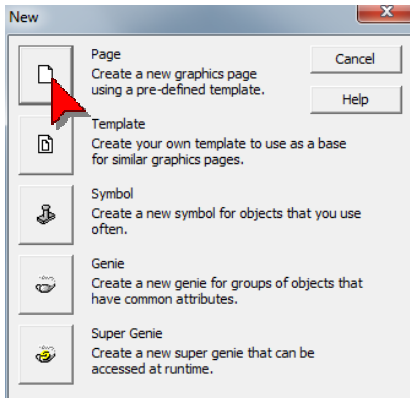 New
Page
Create a new graphics page
using a pre-defined template.
Cancel
Help
Template
Create your own template to use as a base
for similar graphics pages.
Symbol
Create a new symbol for objects that you use
often.
Genie
Create a new genie for groups of objects that
have common attributes.
Super Genie
Create a new super genie that can be
accessed at runtime.